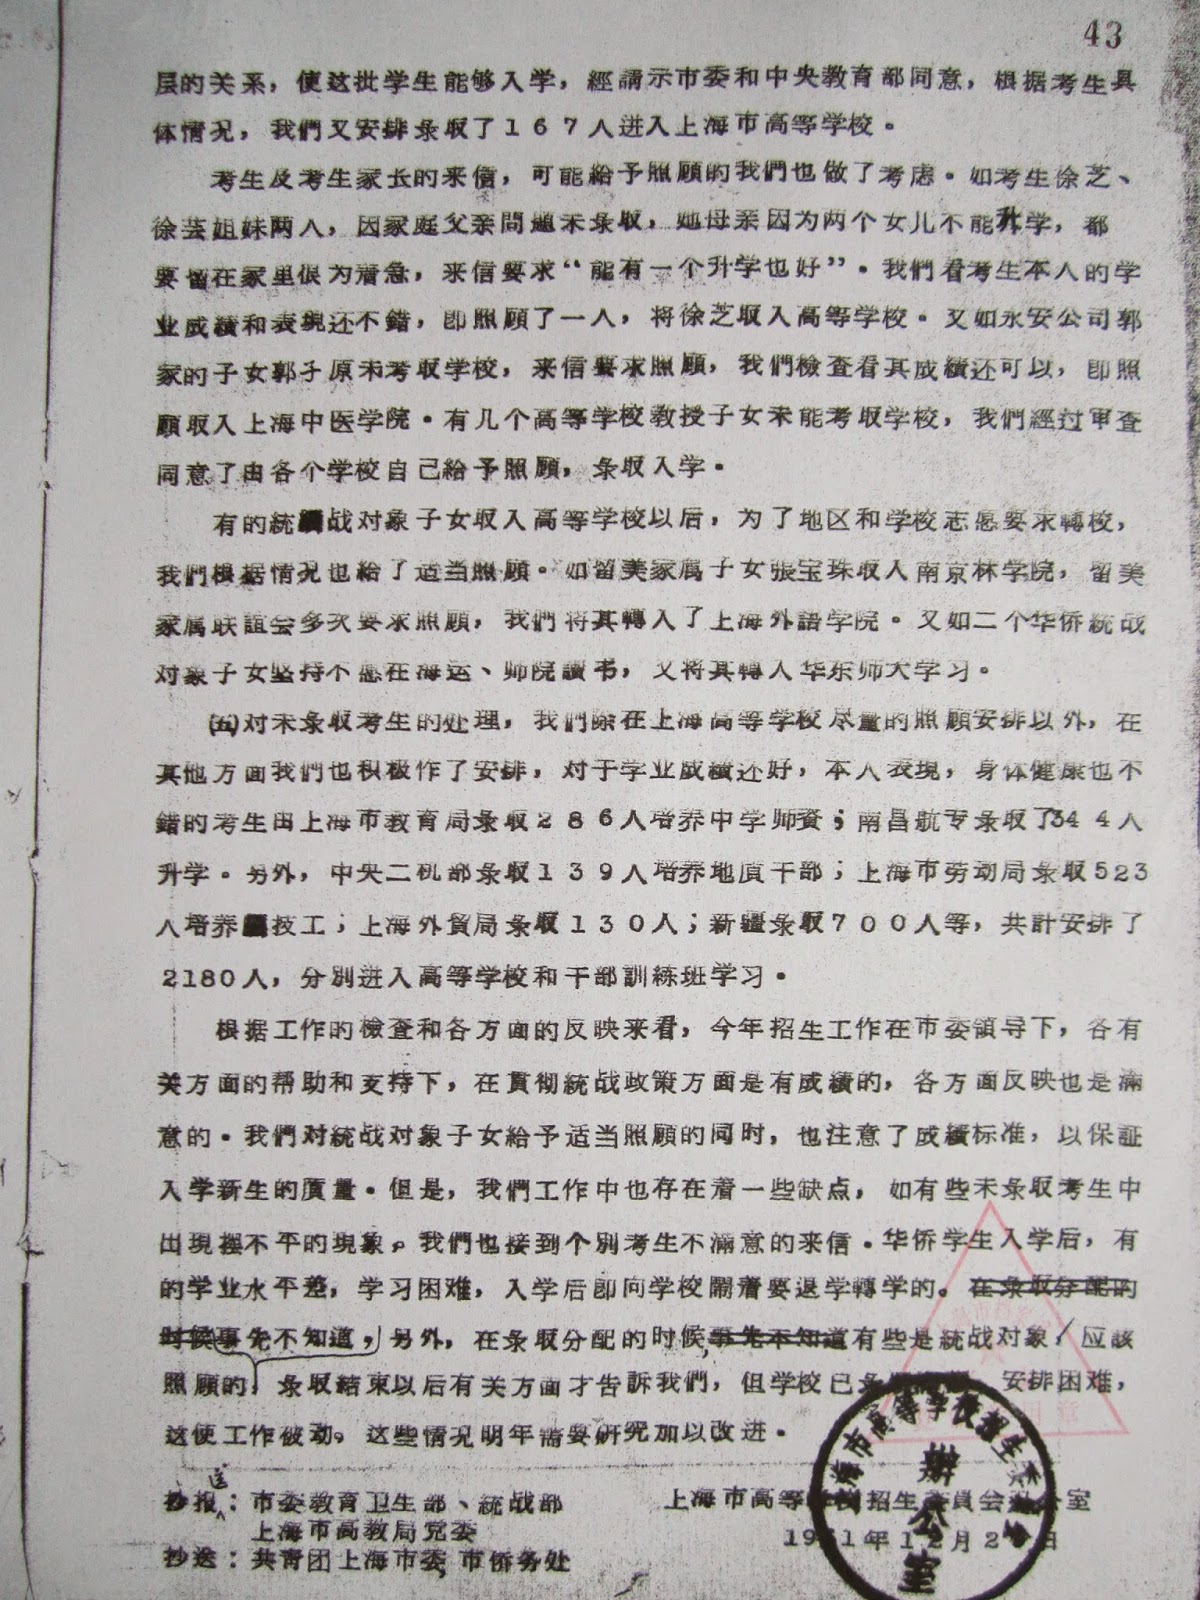 43
层的关系，使这批学生能够入学，經請示市委和中央教育部同意，根据考生具
体情况，我們又安排录取了１６７人进入上海市高等学校。
考生及考生家长的来信，可能給予照顧的我們也做了考虑。如考生徐芝、
徐芸姐妹两人，因家庭父亲問題未录取，她母亲因为两个女儿不能升学，都
要留在家里很为着急，来信要求“能有一个升学也好”。我們看考生本人的学
业成績和表现还不錯，即照顧了一人，将徐芝取入高等学校。又如永安公司郭
家的子女郭子原未考取学校，来信要求照顧，我們檢查看其成績还可以，即照
顧取入上海中医学院。有几个高等学校教授子女未能考取学校，我們經过审查
同意了由各个学校自己給予照顧，录取入学。
有的統战对象子女取入高等学校以后，为了地区和学校志愿要求轉校，
我們根据情况也給了适当照顧。如留美家属子女張宝珠取入南京林学院，留美
家属联誼会多次要求照顧，我們将其轉入了上海外語学院。又如二个华侨統战
对象子女坚持不愿在海运、师院讀书，又将其轉入华东师大学习。
㈤对未录取考生的处理，我們除在上海高等学校尽量的照顧安排以外，在
其他方面我們也积极作了安排，对于学业成績还好，本人表現，身体健康也不
錯的考生由上海市教育局录取２８６人培养中学师資；南昌航专录取了344人
升学。另外，中央二机部录取１３９人培养地质干部；上海市劳动局录取523
人培养技工；上海外貿局录取１３０人；新疆录取７００人等，共計安排了
2180人，分別进入高等学校和干部訓練班学习。
根据工作的檢查和各方面的反映来看，今年招生工作在市委領导下，各有
关方面的帮助和支持下，在貫彻統战政策方面是有成績的，各方面反映也是滿
意的。我們对統战对象子女給予适当照顧的同时，也注意了成績标准，以保証
入学新生的质量。但是，我們工作中也存在着一些缺点，如有些未录取考生中
出現摆不平的現象。我們也接到个別考生不滿意的来信。华侨学生入学后，有
的学业水平差，学习困难，入学后即向学校鬧着要退学轉学的。在录取分配的
时候事先不知道，另外，在录取分配的时候，事先不知道有些是統战对象，应該
照顧的，录取結束以后有关方面才告訴我們，但学校已录　安排困难，
这使工作被动。这些情况明年需要研究加以改进。
抄报送：市委教育卫生部、統战部
上海市高教局党委
抄送：共青团上海市委，市侨务处
上海市高等学校招生委員会办公室
1961年12月2　日
上海市高等学校招生委員会
辦公室